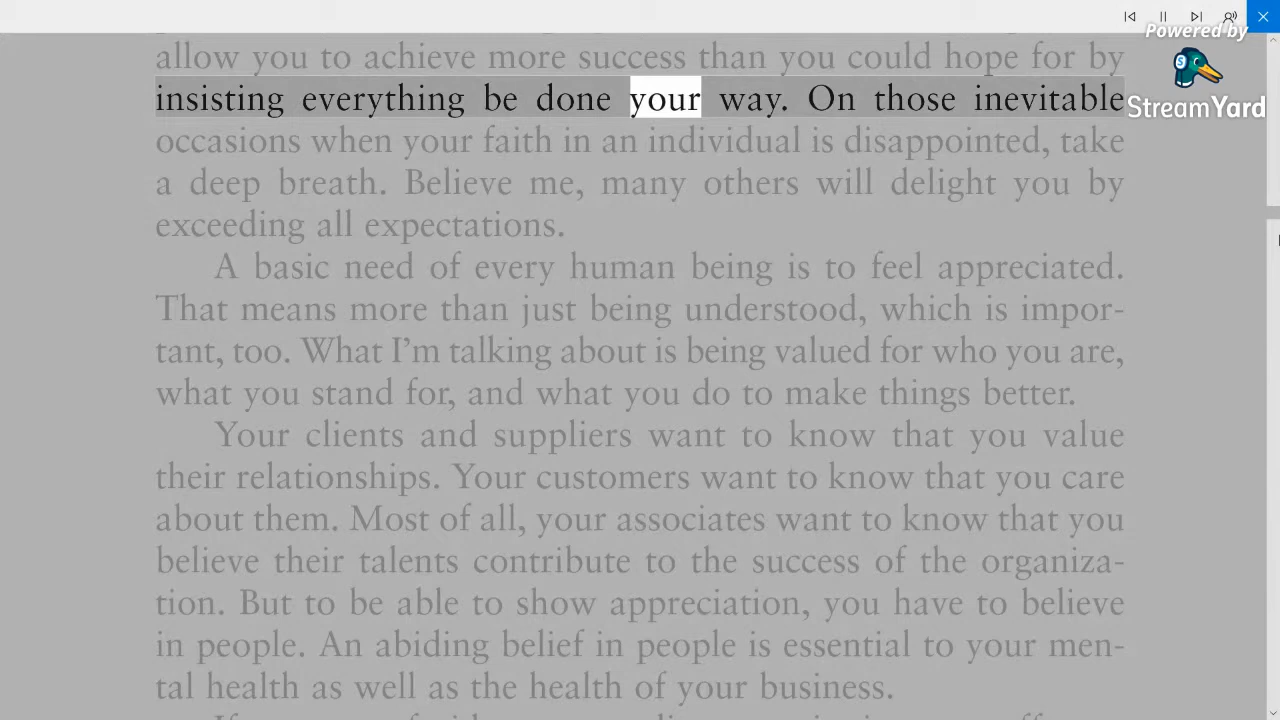 Powered by
StreamYard
allow you to achieve more success than you could hope for by
insisting everything be done your way. On those inevitable
occasions when your faith in an individual is disappointed, take
a deep breath. Believe me, many others will delight you by
exceeding all expectations.
A basic need of every human being is to feel appreciated.
That means more than just being understood, which is impor-
tant, too. What I’m talking about is being valued for who you are,
what you stand for, and what you do to make things better.
Your clients and suppliers want to know that you value
their relationships. Your customers want to know that you care
about them. Most of all, your associates want to know that you
believe their talents contribute to the success of the organiza-
tion. But to be able to show appreciation, you have to believe
in people. An abiding belief in people is essential to your men-
tal health as well as the health of your business.